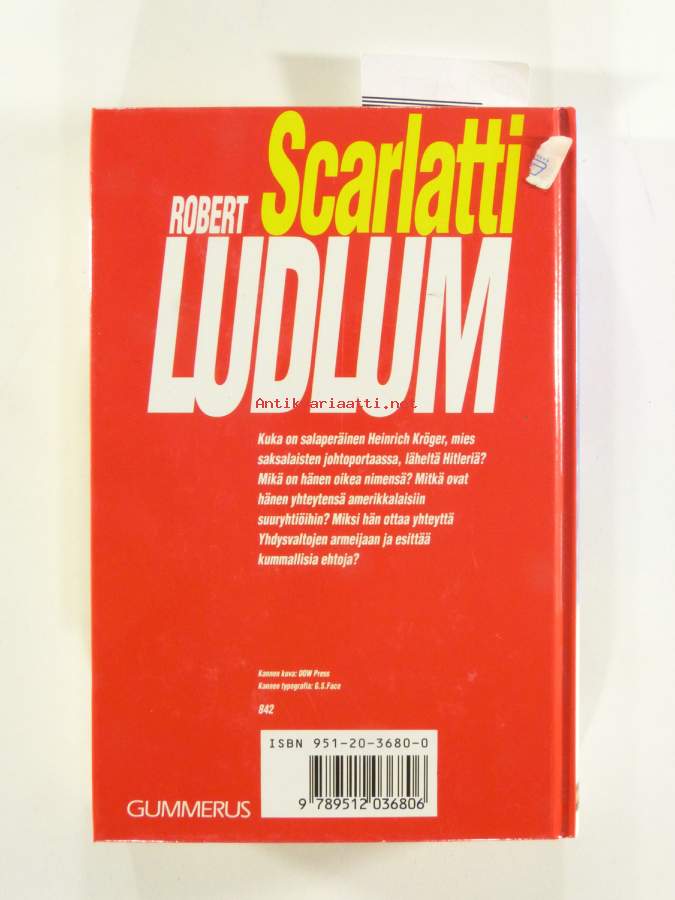 Scarlatti
ROBERT
LUDLUM
Antikvariaatti.net
Kuka on salaperäinen Heinrich Kröger, mies
saksalaisten johtoportaassa, läheltä Hitleriä?
Mikä on hänen oikea nimensä? Mitkä ovat
hänen yhteytensä amerikkalaisiin
suuryhtiöihin? Miksi hän ottaa yhteyttä
Yhdysvaltojen armeijaan ja esittää
kummallisia ehtoja?
Kannen kuva: DDW Press
Kannen typografia: G.S.Face
842
ISBN 951-20-3680-0
9 789512 036806
GUMMERUS